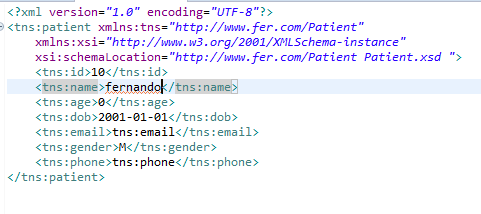 <?xml version="1.0" encoding="UTF-8"?>
<tns:patient xmlns:tns="http://www.fer.com/Patient"
xmlns:xsi="http://www.w3.org/2001/XMLSchema-instance"
xsi:schemaLocation="http://www.fer.com/Patient Patient.xsd ">
<tns:id>10</tns:id>
<tns:name>fernando</tns:name>
<tns:age>0</tns:age>
<tns:dob>2001-01-01</tns:dob>
<tns:email>tns:email</tns:email>
<tns:gender>M</tns:gender>
<tns:phone>tns:phone</tns:phone>
</tns:patient>